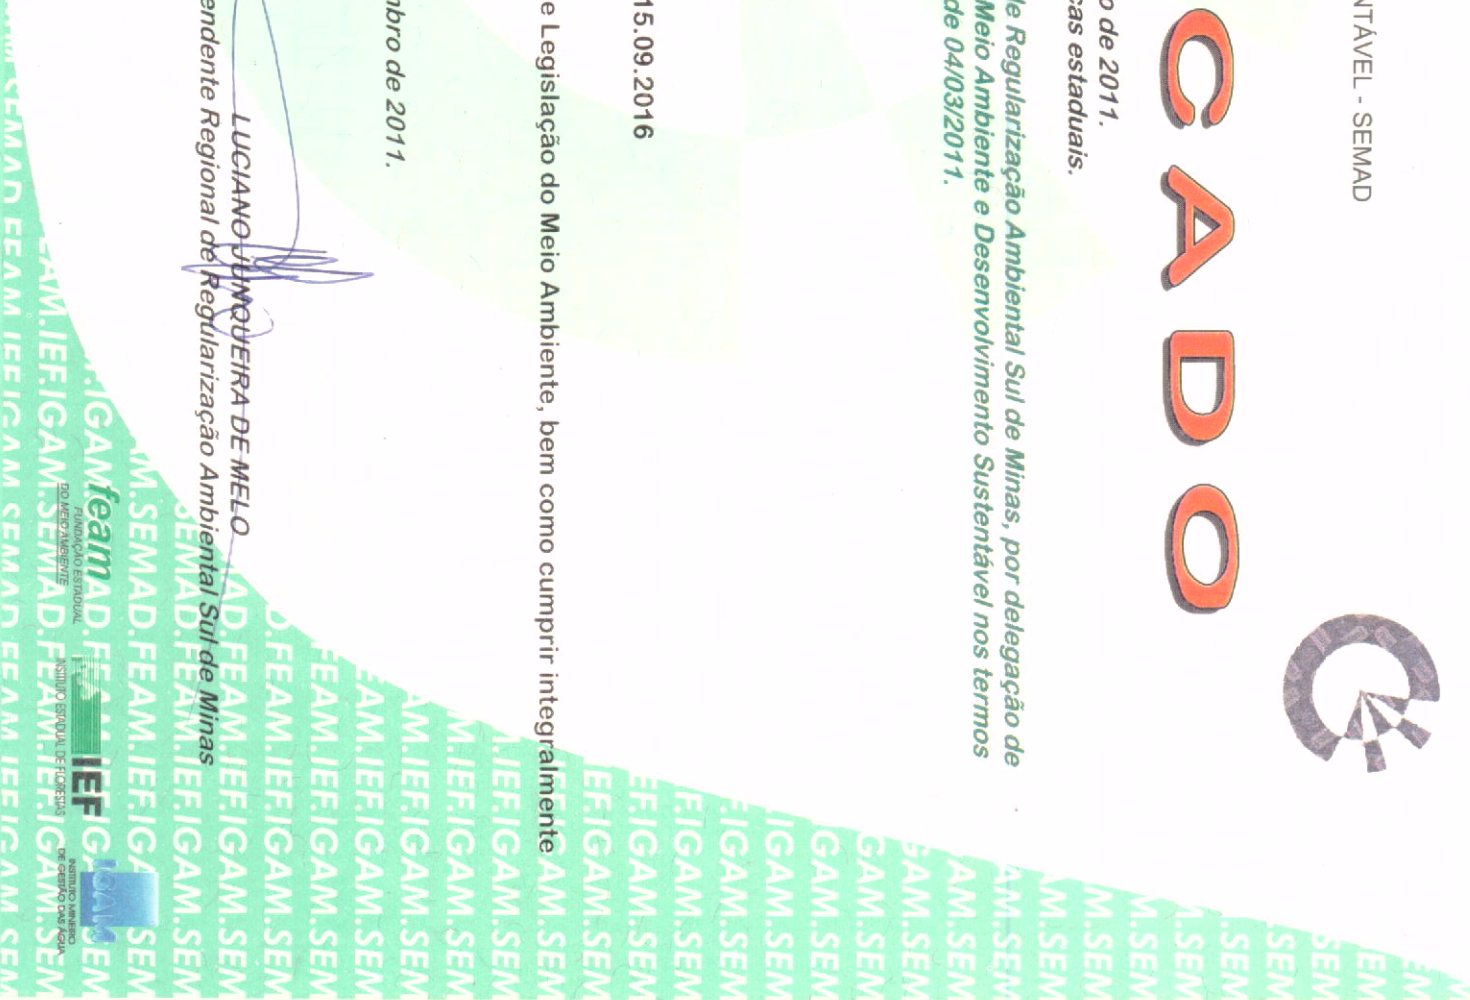 NTÁVEL - SEMAD
CADO
o de 2011.
cas estaduais.
e Regularização Ambiental Sul de Minas, por delegação de
Meio Ambiente e Desenvolvimento Sustentável nos termos
de 04/03/2011.
15.09.2016
e Legislação do Meio Ambiente, bem como cumprir integralmente
nbro de 2011.
LUCIANO JUNQUEIRA DE MELO
endente Regional de Regularização Ambiental Sul de Minas
feam
FUNDAÇÃO ESTADUAL
DO MEIO AMBIENTE
IEF
INSTITUTO ESTADUAL DE FLORESTAS
IGAM
INSTITUTO MINEIRO
DE GESTÃO DAS ÁGUA